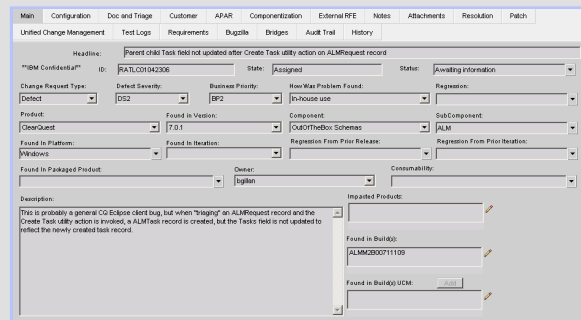 Main Configuration Doc and Triage Customer APAR Componentization External RFE Notes Attachments Resolution Patch
Unified Change Management Test Logs Requirements Bugzilla Bridges Audit Trail History
Headline: Parent child Task field not updated after Create Task utility action on ALMRequest record
**IBM Confidential** ID: RATLC01042306 State: Assigned Status: Awaiting information
Change Request Type: Defect Severity: Business Priority: How Was Problem Found: Regression:
Defect DS2 BP2 In-house use
Product: Found in Version: Component: SubComponent:
ClearQuest 7.0.1 OutOfTheBox Schemas ALM
Found In Platform: Found In Iteration: Regression From Prior Release: Regression From Prior Iteration:
Windows
Found In Packaged Product: Owner: Consumability:
bgillan
Description: Impacted Products:
This is probably a general CQ Eclipse client bug, but when "triaging" an ALMRequest record and the
Create Task utility action is invoked, a ALMTask record is created, but the Tasks field is not updated to
reflect the newly created task record.
Found in Build(s):
ALMM2B00711109
Found in Build(s) UCM: Add